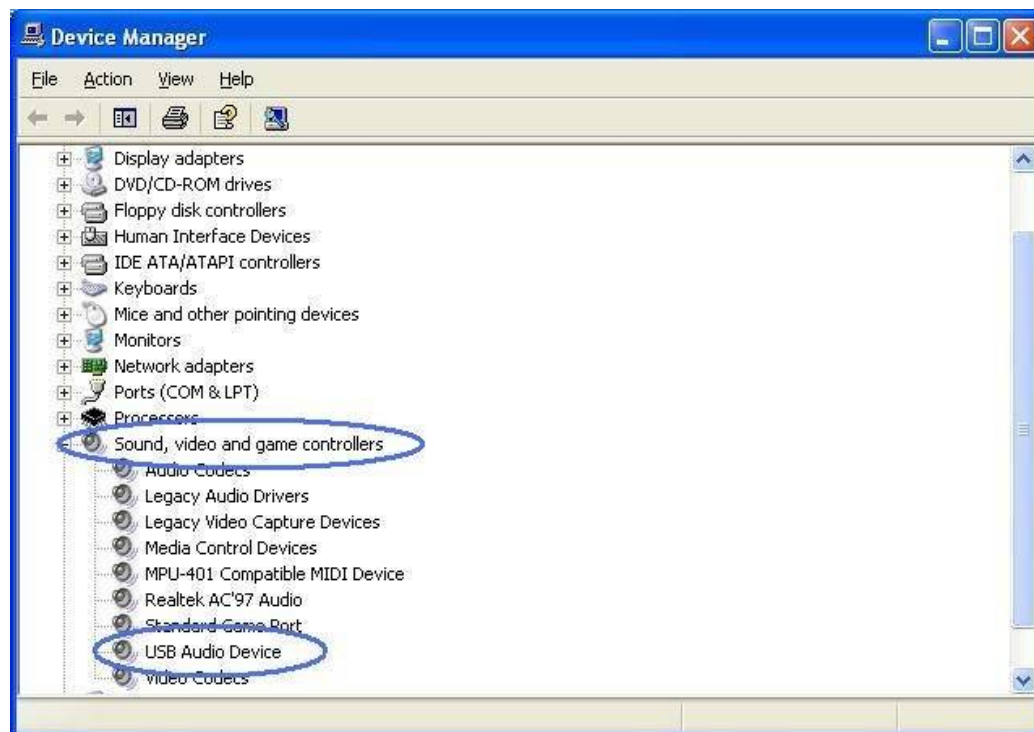 Device Manager
File Action View Help
Display adapters
DVD/CD-ROM drives
Floppy disk controllers
Human Interface Devices
IDE ATA/ATAPI controllers
Keyboards
Mice and other pointing devices
Monitors
Network adapters
Ports (COM & LPT)
Processors
Sound, video and game controllers
Audio Codecs
Legacy Audio Drivers
Legacy Video Capture Devices
Media Control Devices
MPU-401 Compatible MIDI Device
Realtek AC'97 Audio
Standard Game Port
USB Audio Device
Video Codecs